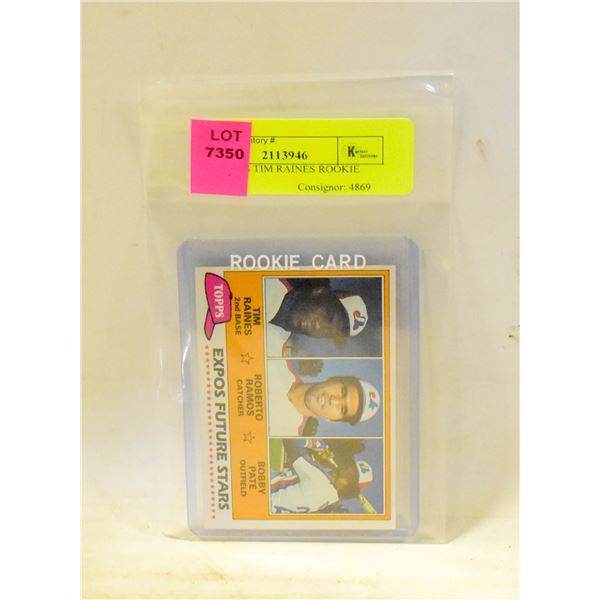 LOT
7350
tory #:
2113946
TIM RAINES ROOKIE
Consignor: 4869
ROOKIE CARD
TOPPS
TIM
RAINES
2nd BASE
ROBERTO
RAMOS
CATCHER
BOBBY
PATE
OUTFIELD
EXPOS FUTURE STARS